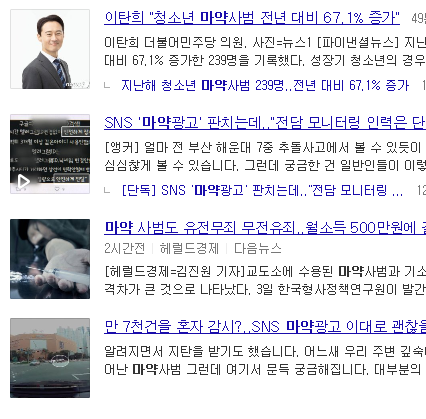 이탄희 "청소년 마약사범 전년 대비 67.1% 증가"
이탄희 더불어민주당 의원. 사진=뉴스1 [파이낸셜뉴스] 지난
대비 67.1% 증가한 239명을 기록했다. 성장기 청소년의 경우
지난해 청소년 마약사범 239명..전년 대비 67.1% 증가
SNS '마약광고' 판치는데.."전담 모니터링 인력은 단
[앵커] 얼마 전 부산 해운대 7중 추돌사고에서 볼 수 있듯이
심심찮게 볼 수 있습니다. 그런데 궁금한 건 일반인들이 이렇
[단독] SNS '마약광고' 판치는데.."전담 모니터링 ...
마약 사범도 유전무죄 무전유죄..월소득 500만원에
2시간전 | 헤럴드경제 | 다음뉴스
[헤럴드경제=김진원 기자]교도소에 수용된 마약사범과 기소
격차가 큰 것으로 나타났다. 3일 한국형사정책연구원이 발간
만 7천건을 혼자 감시?..SNS 마약광고 이대로 괜찮을
알려지면서 지탄을 받기도 했습니다. 어느새 우리 주변 깊숙
어난 마약사범 그런데 여기서 문득 궁금해집니다. 대부분의